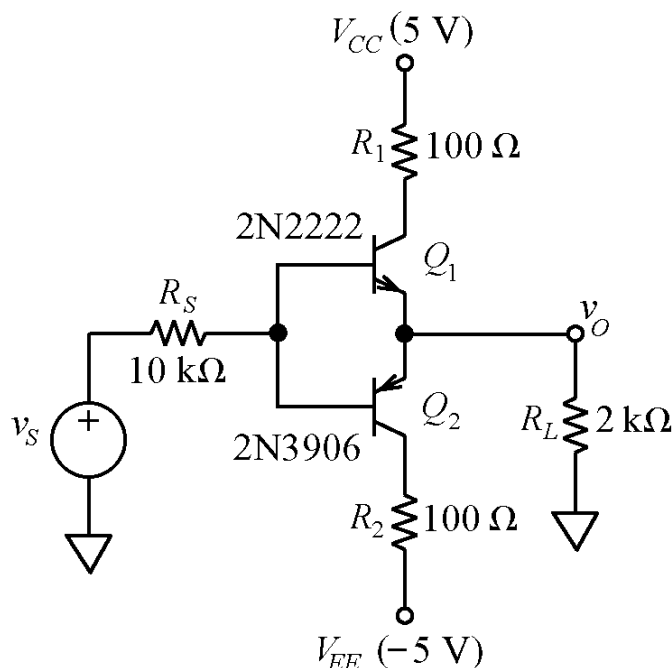 V_CC (5 V)
R_1 100 Ω
2N2222
Q_1
R_S
10 kΩ
v_O
v_S
+
2N3906
Q_2
R_L 2 kΩ
R_2 100 Ω
V_EE (−5 V)